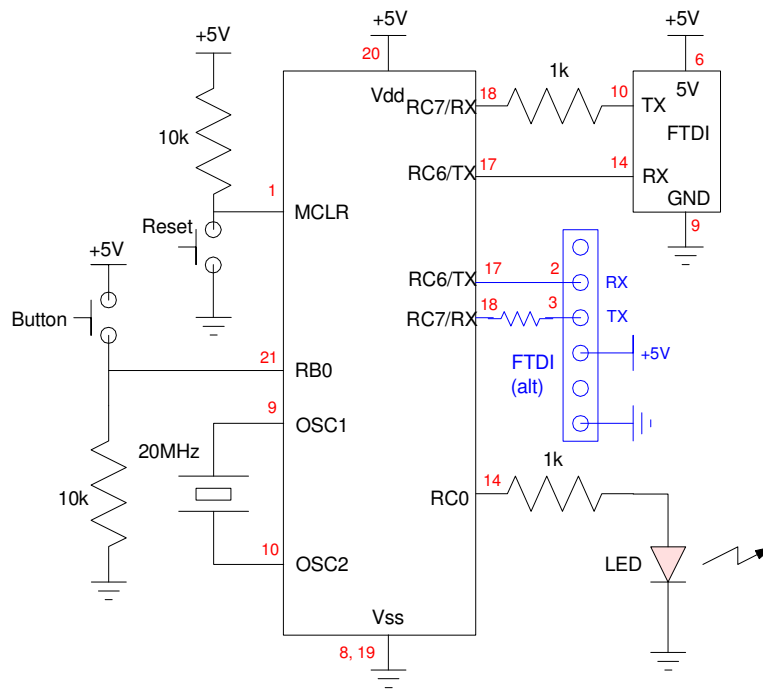 +5V
+5V
+5V
20
6
1k
10
5V
Vdd
18
RC7/RX
TX
FTDI
10k
17
14
RC6/TX
RX
1
MCLR
GND
9
Reset
+5V
17
2
RC6/TX
RX
Button
18
3
RC7/RX
TX
21
RB0
FTDI
(alt)
+5V
9
OSC1
20MHz
1k
10k
14
RC0
10
OSC2
LED
Vss
8, 19